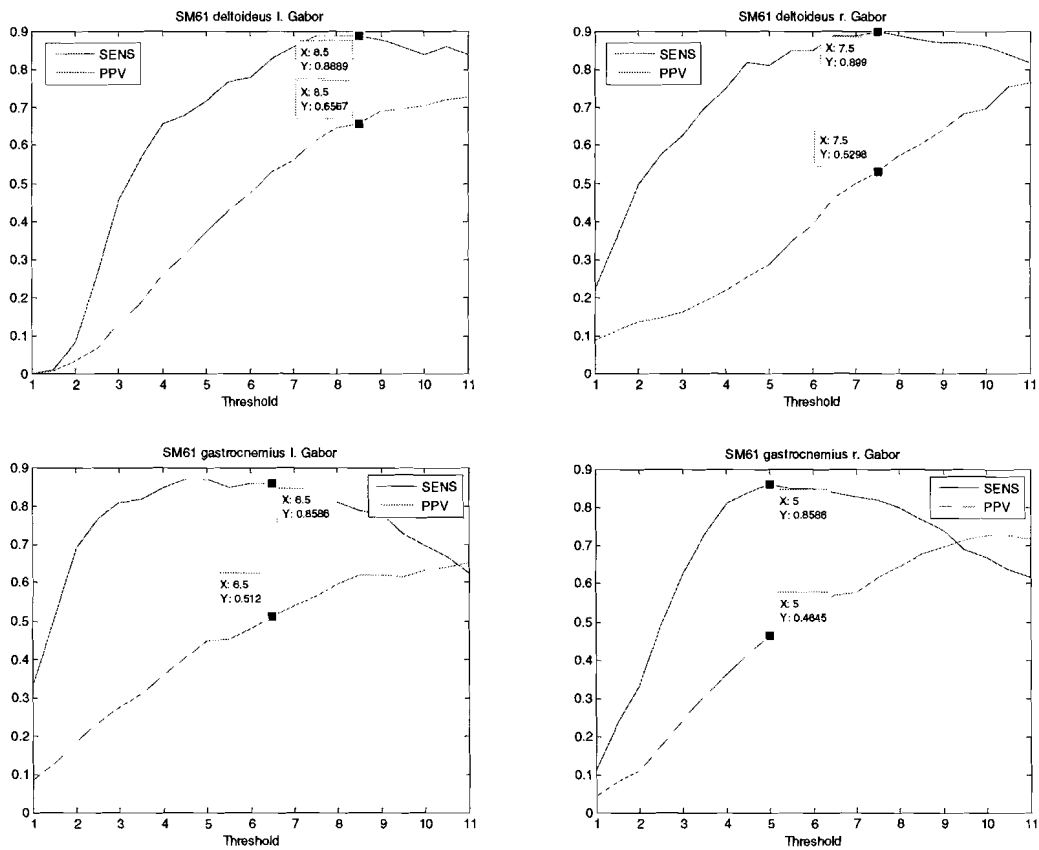 SM61 deltoideus l. Gabor
0.9
0.8
0.7
0.6
0.5
0.4
0.3
0.2
0.1
0
SENS
PPV
X: 8.5
Y: 0.8889
X: 8.5
Y: 0.6567
1 2 3 4 5 6 7 8 9 10 11
Threshold
SM61 deltoideus r. Gabor
0.9
0.8
0.7
0.6
0.5
0.4
0.3
0.2
0.1
0
SENS
PPV
X: 7.5
Y: 0.899
X: 7.5
Y: 0.5298
1 2 3 4 5 6 7 8 9 10 11
Threshold
SM61 gastrocnemius l. Gabor
0.9
0.8
0.7
0.6
0.5
0.4
0.3
0.2
0.1
0
SENS
PPV
X: 6.5
Y: 0.8586
X: 6.5
Y: 0.512
1 2 3 4 5 6 7 8 9 10 11
Threshold
SM61 gastrocnemius r. Gabor
0.9
0.8
0.7
0.6
0.5
0.4
0.3
0.2
0.1
0
SENS
PPV
X: 5
Y: 0.8586
X: 5
Y: 0.4645
1 2 3 4 5 6 7 8 9 10 11
Threshold